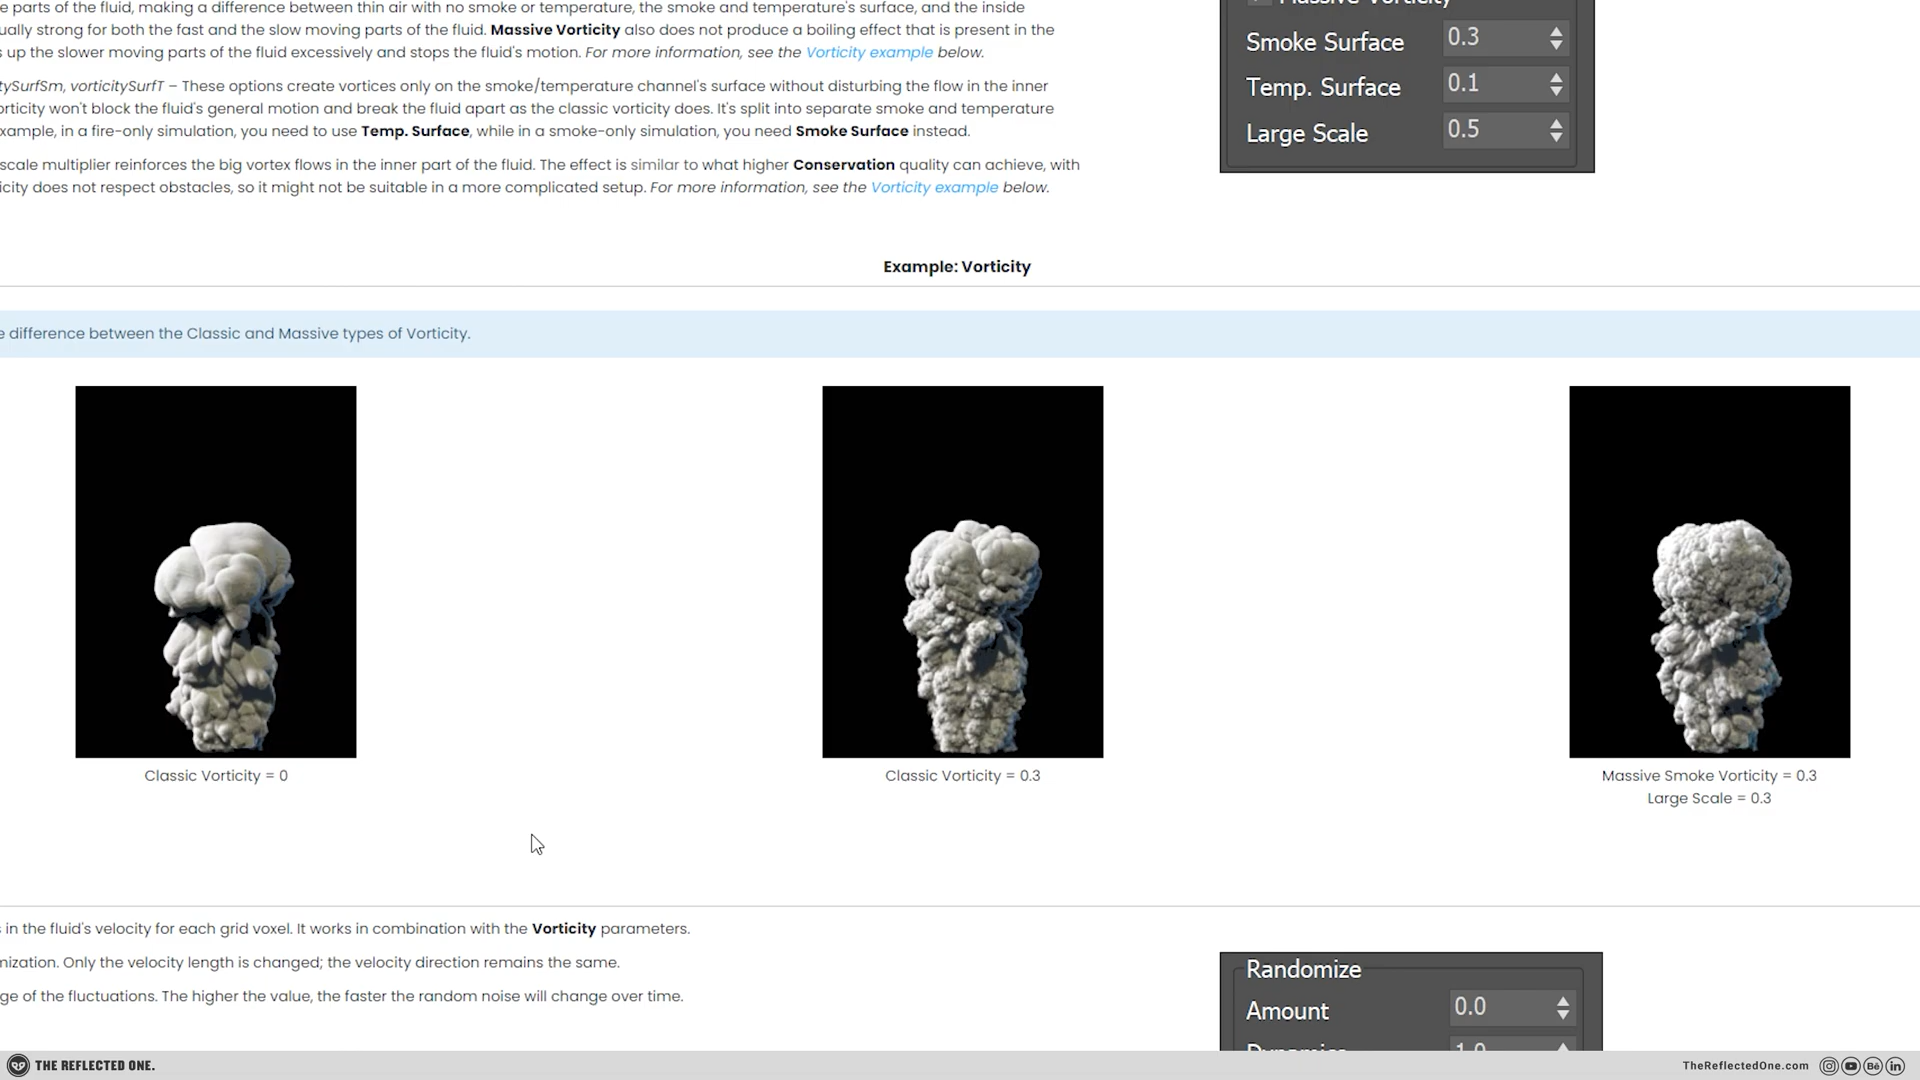 e parts of the fluid, making a difference between thin air with no smoke or temperature, the smoke and temperature's surface, and the inside
ually strong for both the fast and the slow moving parts of the fluid. Massive Vorticity also does not produce a boiling effect that is present in the
s up the slower moving parts of the fluid excessively and stops the fluid's motion. For more information, see the Vorticity example below.
tySurfSm, vorticitySurfT – These options create vortices only on the smoke/temperature channel's surface without disturbing the flow in the inner
orticity won't block the fluid's general motion and break the fluid apart as the classic vorticity does. It's split into separate smoke and temperature
xample, in a fire-only simulation, you need to use Temp. Surface, while in a smoke-only simulation, you need Smoke Surface instead.
scale multiplier reinforces the big vortex flows in the inner part of the fluid. The effect is similar to what higher Conservation quality can achieve, with
icity does not respect obstacles, so it might not be suitable in a more complicated setup. For more information, see the Vorticity example below.
Massive Vorticity
Smoke Surface 0.3
Temp. Surface 0.1
Large Scale 0.5
Example: Vorticity
e difference between the Classic and Massive types of Vorticity.
Classic Vorticity = 0
Classic Vorticity = 0.3
Massive Smoke Vorticity = 0.3
Large Scale = 0.3
s in the fluid's velocity for each grid voxel. It works in combination with the Vorticity parameters.
nization. Only the velocity length is changed; the velocity direction remains the same.
ge of the fluctuations. The higher the value, the faster the random noise will change over time.
Randomize
Amount 0.0
Dynamics 1.0
THE REFLECTED ONE.
TheReflectedOne.com